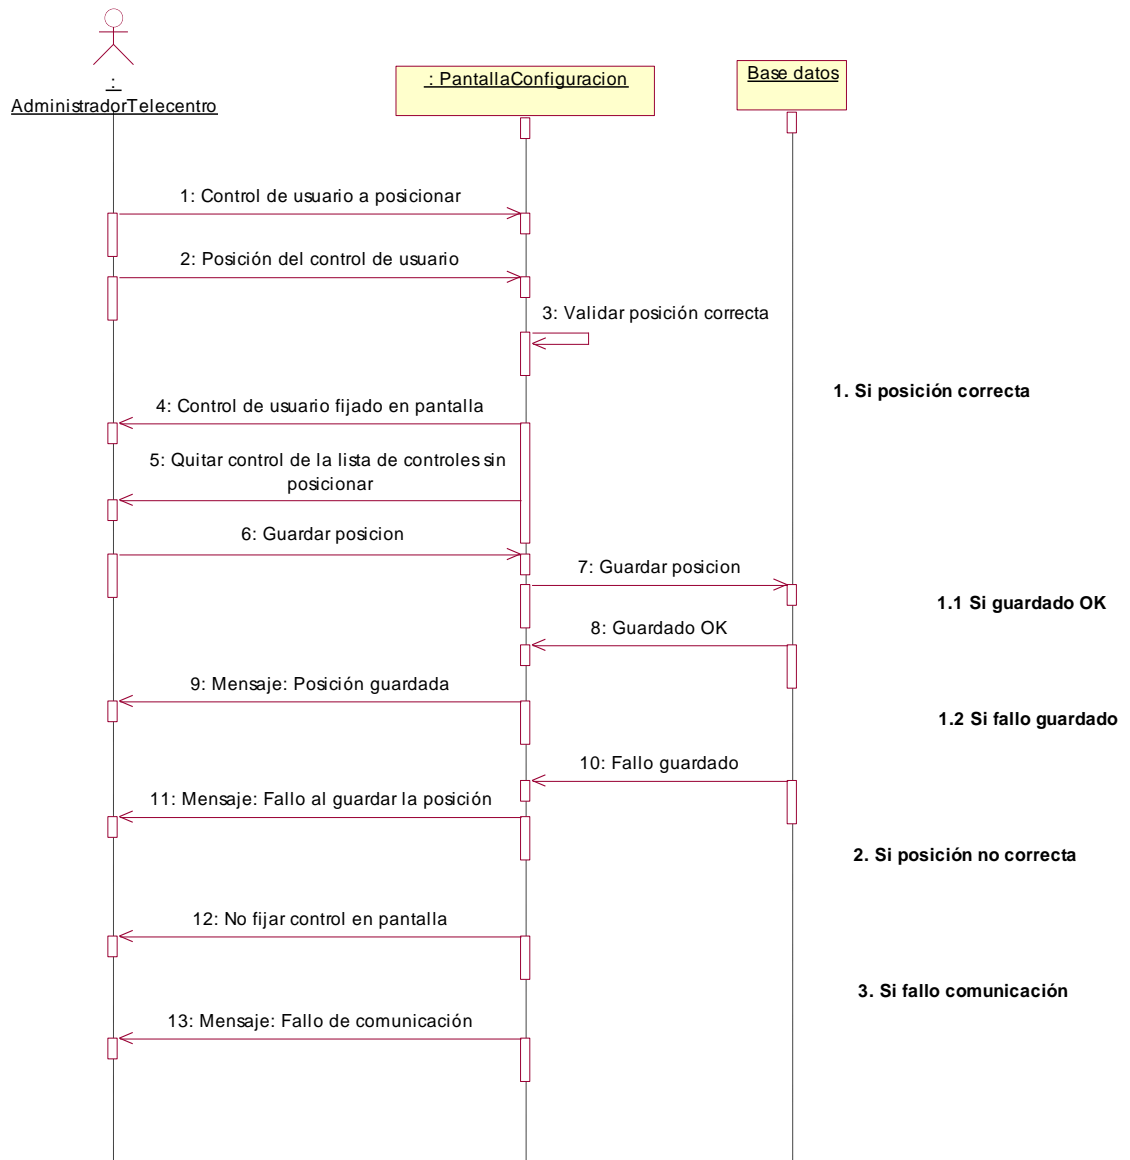 :
AdministradorTelecentro
: PantallaConfiguracion
Base datos
1: Control de usuario a posicionar
2: Posición del control de usuario
3: Validar posición correcta
1. Si posición correcta
4: Control de usuario fijado en pantalla
5: Quitar control de la lista de controles sin
posicionar
6: Guardar posicion
7: Guardar posicion
1.1 Si guardado OK
8: Guardado OK
9: Mensaje: Posición guardada
1.2 Si fallo guardado
10: Fallo guardado
11: Mensaje: Fallo al guardar la posición
2. Si posición no correcta
12: No fijar control en pantalla
3. Si fallo comunicación
13: Mensaje: Fallo de comunicación